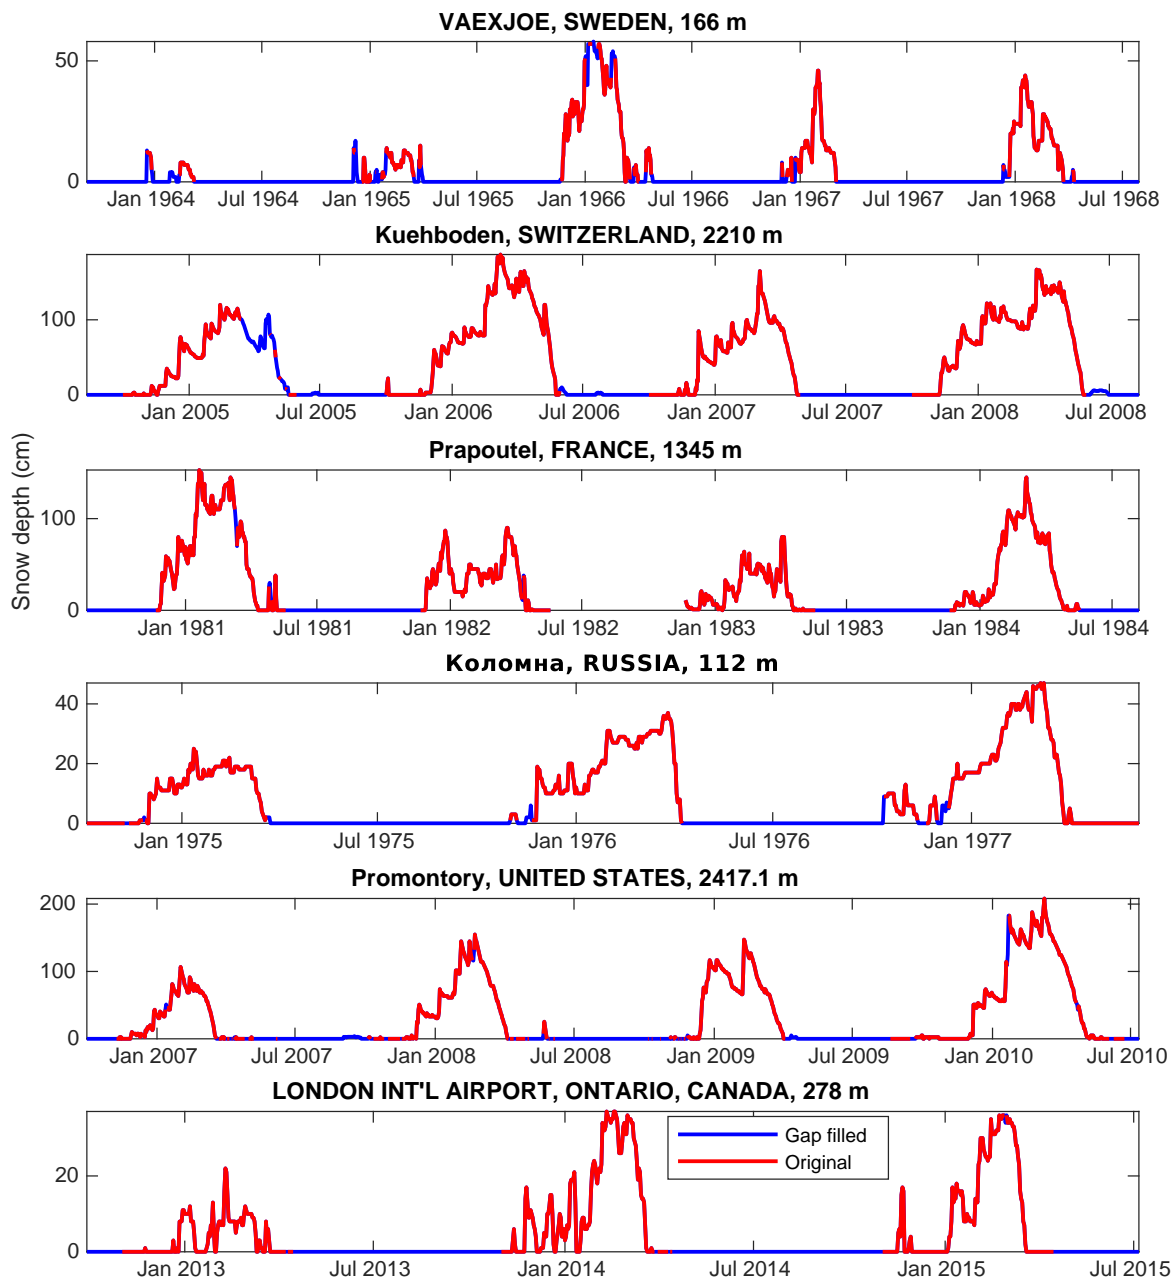 VAEXJOE, SWEDEN, 166 m
50
0
Jan 1964 Jul 1964 Jan 1965 Jul 1965 Jan 1966 Jul 1966 Jan 1967 Jul 1967 Jan 1968 Jul 1968
Kuehboden, SWITZERLAND, 2210 m
100
0
Jan 2005 Jul 2005 Jan 2006 Jul 2006 Jan 2007 Jul 2007 Jan 2008 Jul 2008
Snow depth (cm)
Prapoutel, FRANCE, 1345 m
100
0
Jan 1981 Jul 1981 Jan 1982 Jul 1982 Jan 1983 Jul 1983 Jan 1984 Jul 1984
Коломна, RUSSIA, 112 m
40
20
0
Jan 1975 Jul 1975 Jan 1976 Jul 1976 Jan 1977
Promontory, UNITED STATES, 2417.1 m
200
100
0
Jan 2007 Jul 2007 Jan 2008 Jul 2008 Jan 2009 Jul 2009 Jan 2010 Jul 2010
LONDON INT'L AIRPORT, ONTARIO, CANADA, 278 m
Gap filled
Original
20
0
Jan 2013 Jul 2013 Jan 2014 Jul 2014 Jan 2015 Jul 2015